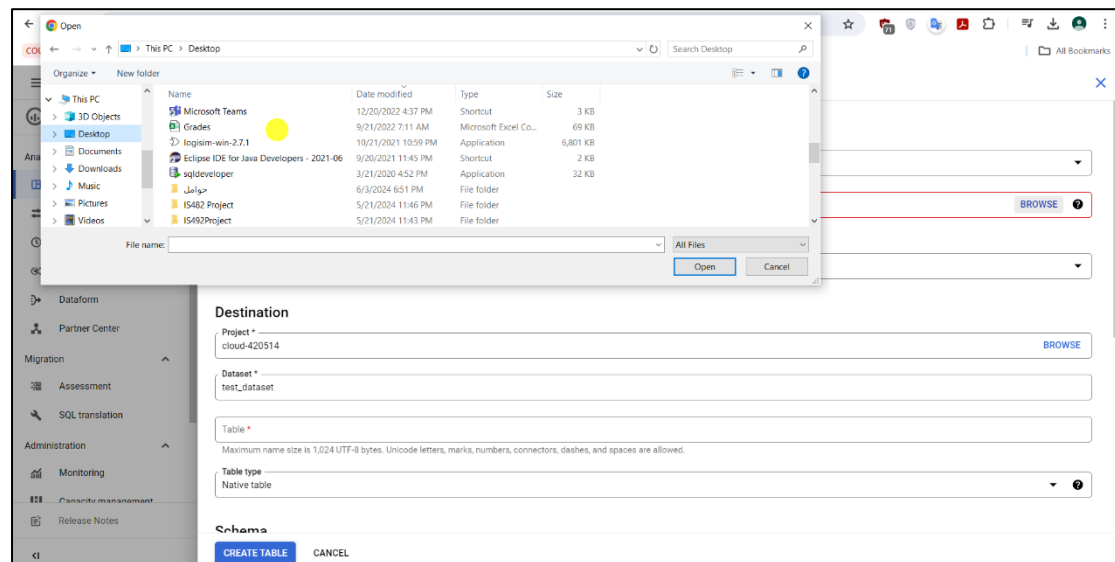 Open
71
All Bookmarks
This PC > Desktop
Search Desktop
Organize
New folder
This PC
3D Objects
Desktop
Documents
Downloads
Music
Pictures
Videos
Name Date modified Type Size
Microsoft Teams 12/20/2022 4:37 PM Shortcut 3 KB
Grades 9/21/2022 7:11 AM Microsoft Excel Co... 69 KB
logisim-win-2.7.1 10/21/2021 10:59 PM Application 6,801 KB
Eclipse IDE for Java Developers - 2021-06 9/20/2021 11:45 PM Shortcut 2 KB
sqldeveloper 3/21/2020 4:52 PM Application 32 KB
حوامل 6/3/2024 6:51 PM File folder
IS482 Project 5/21/2024 11:46 PM File folder
IS492Project 5/21/2024 11:43 PM File folder
File name:
All Files
Open Cancel
BROWSE
Dataform
Partner Center
Migration
Assessment
SQL translation
Administration
Monitoring
Capacity management
Release Notes
Destination
Project *
cloud-420514
BROWSE
Dataset *
test_dataset
Table *
Maximum name size is 1,024 UTF-8 bytes. Unicode letters, marks, numbers, connectors, dashes, and spaces are allowed.
Table type
Native table
Schema
CREATE TABLE CANCEL